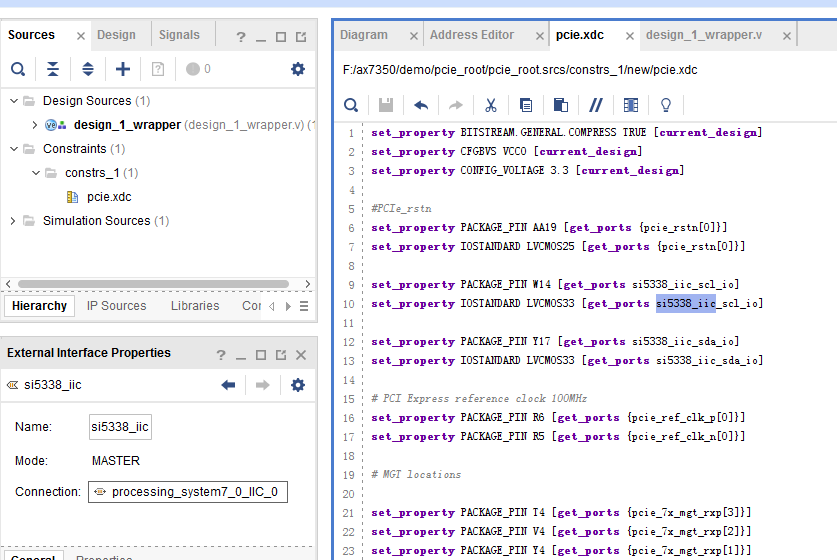 Sources
Design
Signals
0
Design Sources (1)
design_1_wrapper (design_1_wrapper.v) (1
Constraints (1)
constrs_1 (1)
pcie.xdc
Simulation Sources (1)
Hierarchy
IP Sources
Libraries
External Interface Properties
si5338_iic
Name:
si5338_iic
Mode:
MASTER
Connection:
processing_system7_0_IIC_0
General
Properties
Diagram
Address Editor
pcie.xdc
design_1_wrapper.v
F:/ax7350/demo/pcie_root/pcie_root.srcs/constrs_1/new/pcie.xdc
1 set_property BITSTREAM.GENERAL.COMPRESS TRUE [current_design]
2 set_property CFGBVS VCCO [current_design]
3 set_property CONFIG_VOLTAGE 3.3 [current_design]
4
5 #PCIe_rstn
6 set_property PACKAGE_PIN AA19 [get_ports {pcie_rstn[0]}]
7 set_property IOSTANDARD LVCMOS25 [get_ports {pcie_rstn[0]}]
8
9 set_property PACKAGE_PIN W14 [get_ports si5338_iic_scl_io]
10 set_property IOSTANDARD LVCMOS33 [get_ports si5338_iic_scl_io]
11
12 set_property PACKAGE_PIN Y17 [get_ports si5338_iic_sda_io]
13 set_property IOSTANDARD LVCMOS33 [get_ports si5338_iic_sda_io]
14
15 # PCI Express reference clock 100MHz
16 set_property PACKAGE_PIN R6 [get_ports {pcie_ref_clk_p[0]}]
17 set_property PACKAGE_PIN R5 [get_ports {pcie_ref_clk_n[0]}]
18
19 # MGT locations
20
21 set_property PACKAGE_PIN T4 [get_ports {pcie_7x_mgt_rxp[3]}]
22 set_property PACKAGE_PIN V4 [get_ports {pcie_7x_mgt_rxp[2]}]
23 set_property PACKAGE_PIN Y4 [get_ports {pcie_7x_mgt_rxp[1]}]